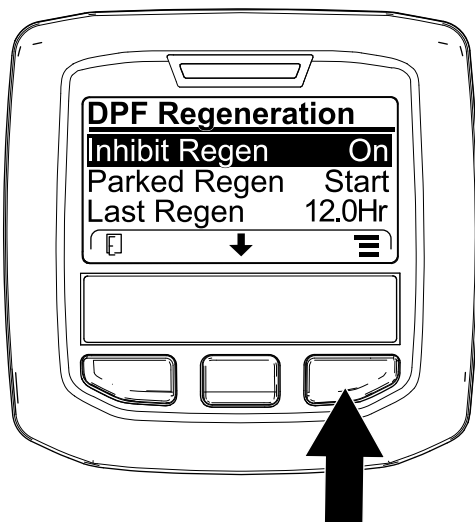 DPF Regeneration
Inhibit Regen On
Parked Regen Start
Last Regen 12.0Hr